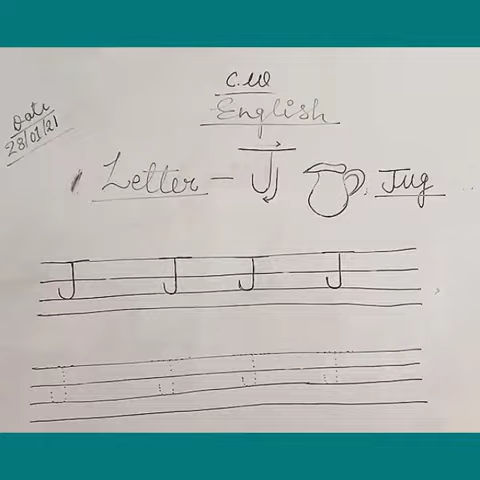 C.W
English
Date
28/01/21
Letter - J Jug
J J J J
J J J J